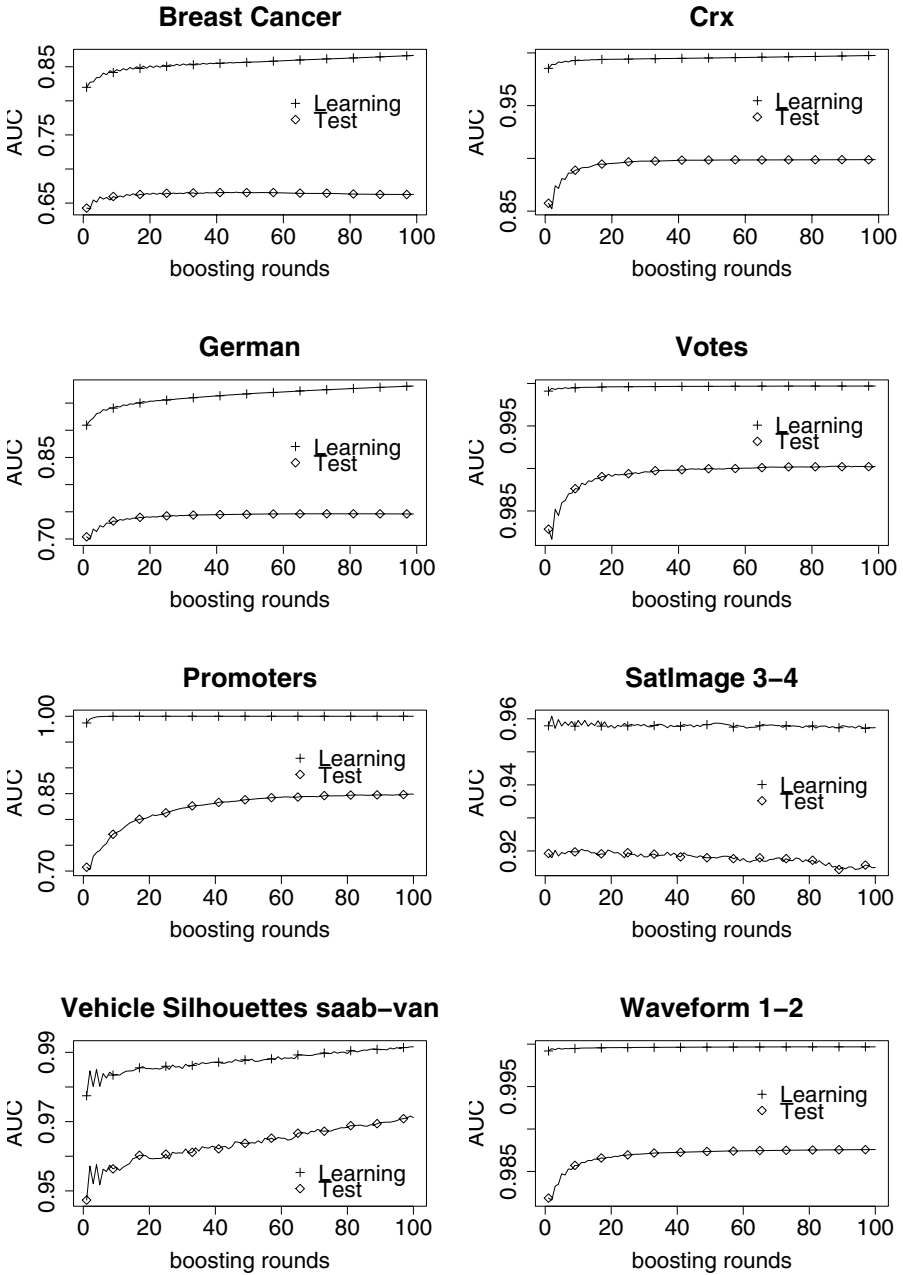 Breast Cancer
AUC
0.65 0.75 0.85
Learning
Test
0 20 40 60 80 100
boosting rounds
Crx
AUC
0.85 0.95
Learning
Test
0 20 40 60 80 100
boosting rounds
German
AUC
0.70 0.85
Learning
Test
0 20 40 60 80 100
boosting rounds
Votes
AUC
0.985 0.995
Learning
Test
0 20 40 60 80 100
boosting rounds
Promoters
AUC
0.70 0.85 1.00
Learning
Test
0 20 40 60 80 100
boosting rounds
SatImage 3−4
AUC
0.92 0.94 0.96
Learning
Test
0 20 40 60 80 100
boosting rounds
Vehicle Silhouettes saab−van
AUC
0.95 0.97 0.99
Learning
Test
0 20 40 60 80 100
boosting rounds
Waveform 1−2
AUC
0.985 0.995
Learning
Test
0 20 40 60 80 100
boosting rounds